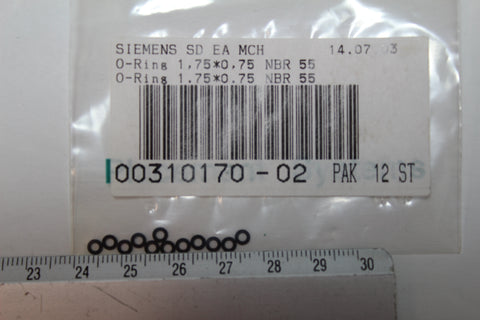 SIEMENS SD EA MCH 14.07.03
O-Ring 1,75*0,75 NBR 55
O-Ring 1.75*0.75 NBR 55
00310170-02 PAK 12 ST
23 24 25 26 27 28 29 30